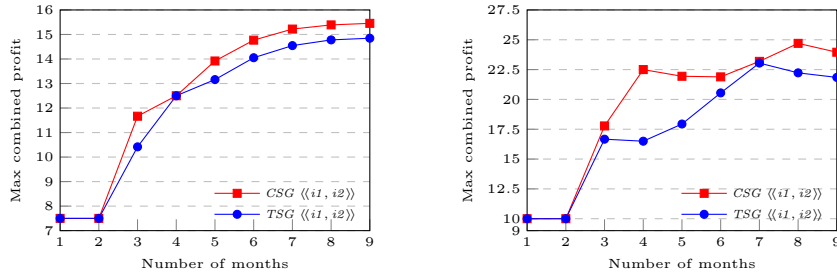 16
15
14
13
12
11
10
9
8
7
Max combined profit
1 2 3 4 5 6 7 8 9
Number of months
CSG ⟨⟨i1, i2⟩⟩
TSG ⟨⟨i1, i2⟩⟩
27.5
25
22.5
20
17.5
15
12.5
10
9
Max combined profit
1 2 3 4 5 6 7 8 9
Number of months
CSG ⟨⟨i1, i2⟩⟩
TSG ⟨⟨i1, i2⟩⟩